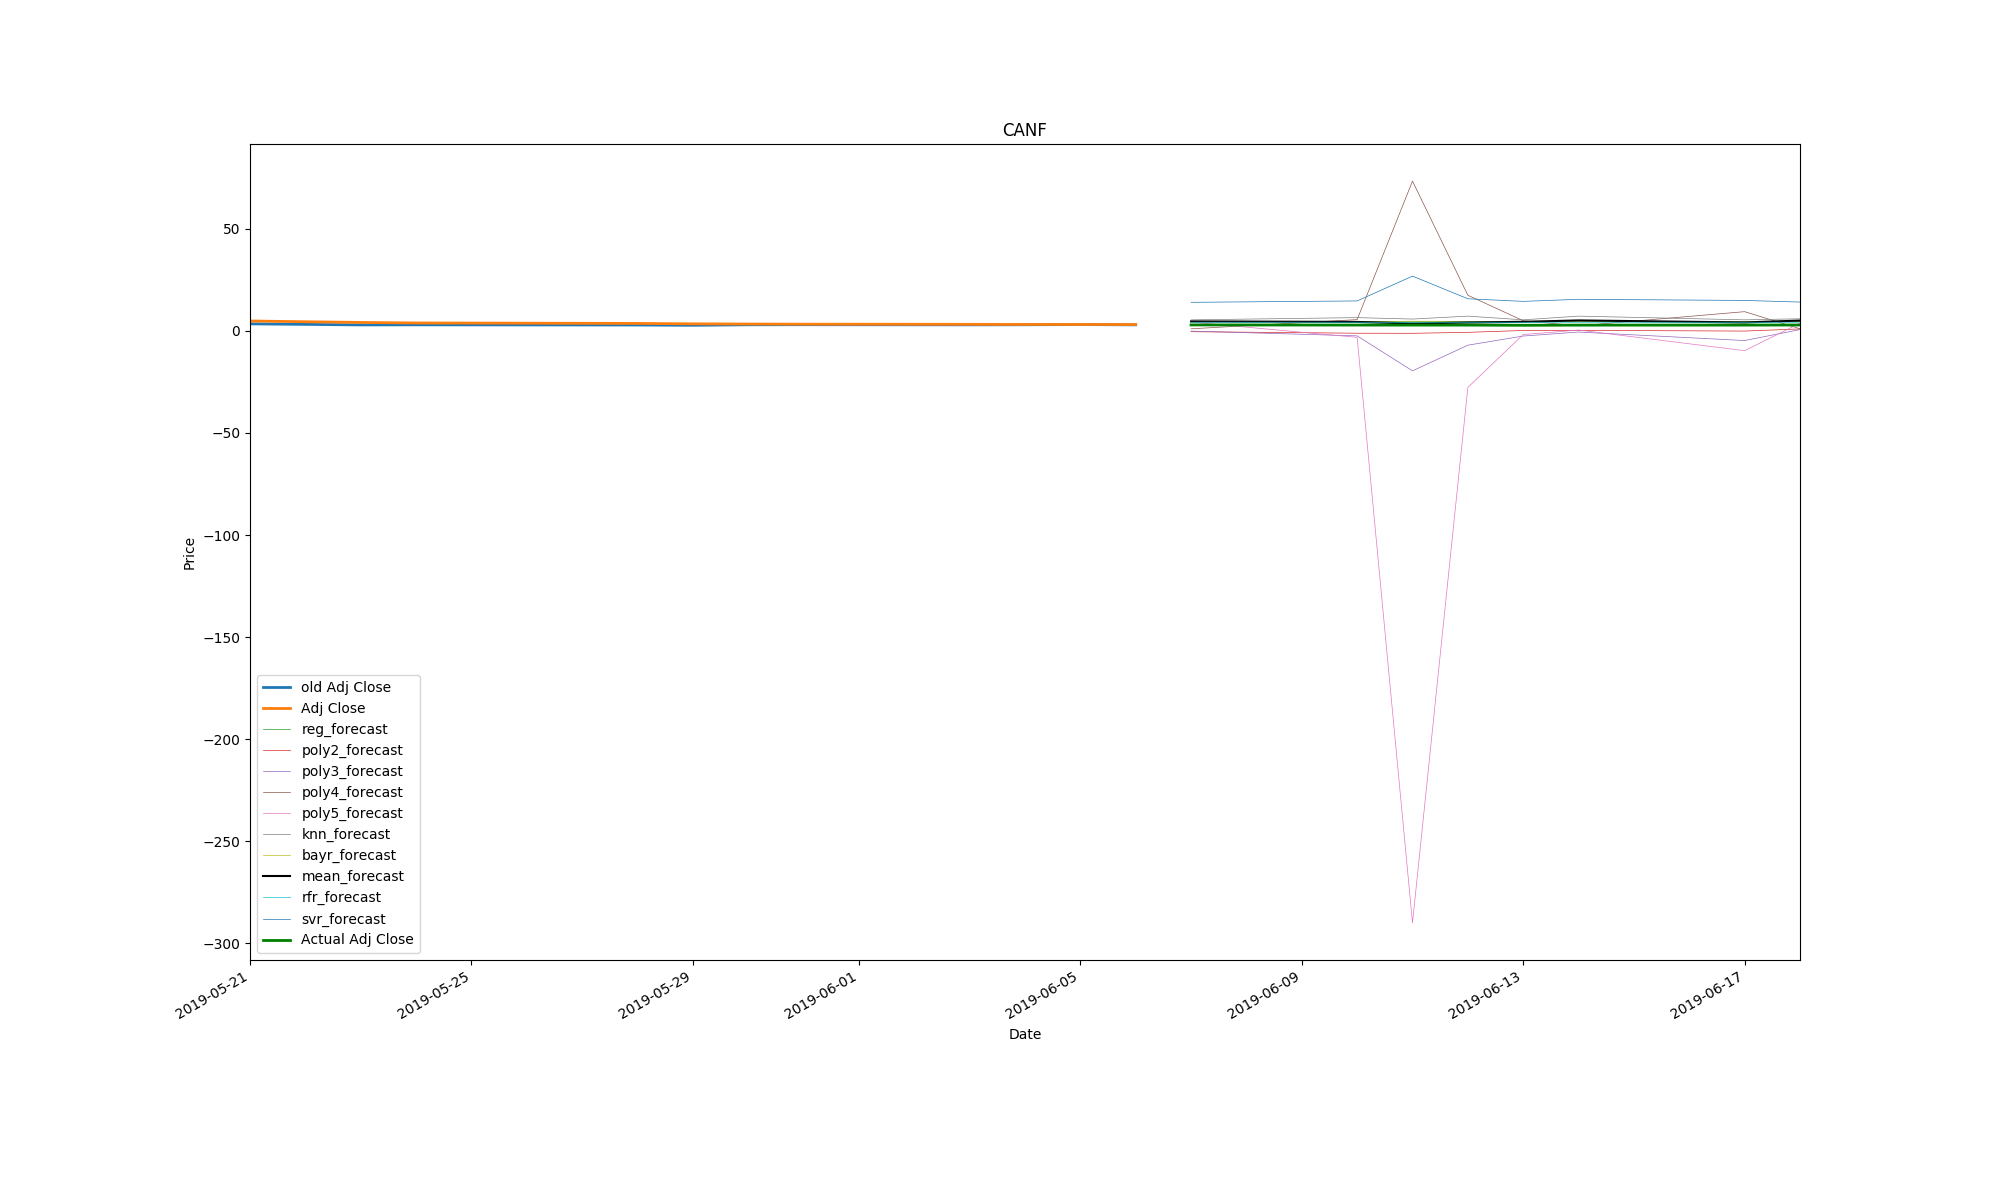 CANF
50
0
−50
−100
−150
−200
−250
−300
Price
old Adj Close
Adj Close
reg_forecast
poly2_forecast
poly3_forecast
poly4_forecast
poly5_forecast
knn_forecast
bayr_forecast
mean_forecast
rfr_forecast
svr_forecast
Actual Adj Close
2019-05-21
2019-05-25
2019-05-29
2019-06-01
2019-06-05
2019-06-09
2019-06-13
2019-06-17
Date